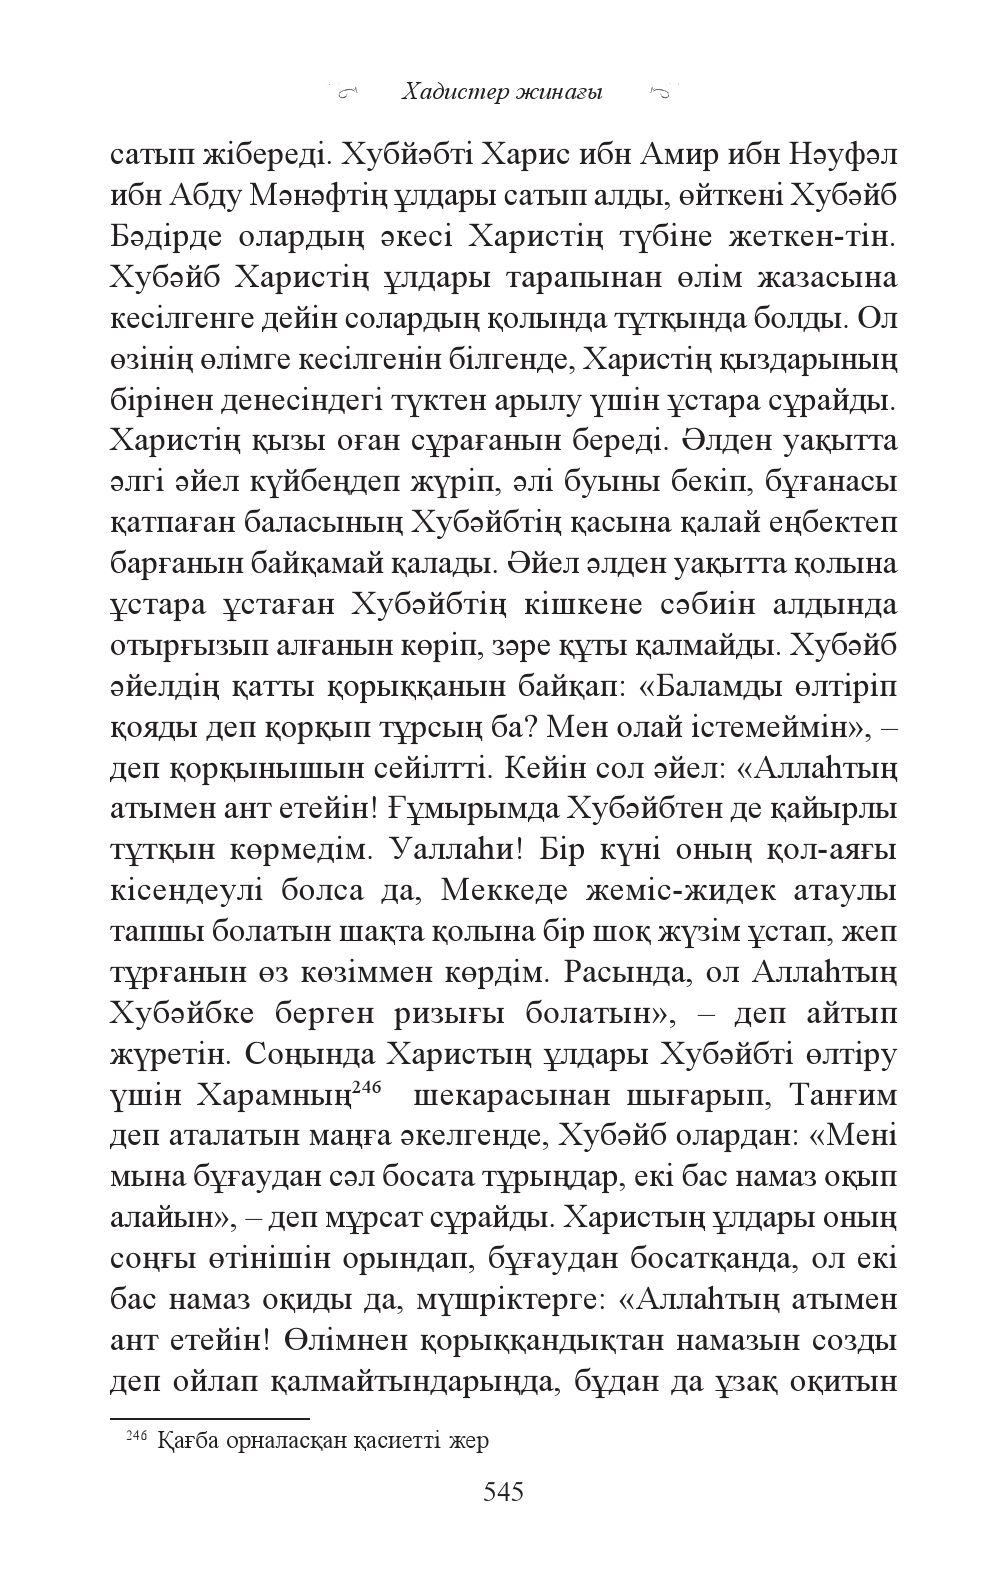 Хадистер жинағы
сатып жібереді. Хубйәбті Харис ибн Амир ибн Нәуфәл
ибн Абду Мәнәфтің ұлдары сатып алды, өйткені Хубәйб
Бәдірде олардың әкесі Харистің түбіне жеткен-тін.
Хубәйб Харистің ұлдары тарапынан өлім жазасына
кесілгенге дейін солардың қолында тұтқында болды. Ол
өзінің өлімге кесілгенін білгенде, Харистің қыздарының
бірінен денесіндегі түктен арылу үшін ұстара сұрайды.
Харистің қызы оған сұрағанын береді. Әлден уақытта
әлгі әйел күйбеңдеп жүріп, әлі буыны бекіп, бұғанасы
қатпаған баласының Хубәйбтің қасына қалай еңбектеп
барғанын байқамай қалады. Әйел әлден уақытта қолына
ұстара ұстаған Хубәйбтің кішкене сәбиін алдында
отырғызып алғанын көріп, зәре құты қалмайды. Хубәйб
әйелдің қатты қорыққанын байқап: «Баламды өлтіріп
қояды деп қорқып тұрсың ба? Мен олай істемеймін», –
деп қорқынышын сейілтті. Кейін сол әйел: «Аллаһтың
атымен ант етейін! Ғұмырымда Хубәйбтен де қайырлы
тұтқын көрмедім. Уаллаһи! Бір күні оның қол-аяғы
кісендеулі болса да, Меккеде жеміс-жидек атаулы
тапшы болатын шақта қолына бір шоқ жүзім ұстап, жеп
тұрғанын өз көзіммен көрдім. Расында, ол Аллаһтың
Хубәйбке берген ризығы болатын», – деп айтып
жүретін. Соңында Харистың ұлдары Хубәйбті өлтіру
үшін Харамның²⁴⁶ шекарасынан шығарып, Танғим
деп аталатын маңға әкелгенде, Хубәйб олардан: «Мені
мына бұғаудан сәл босата тұрыңдар, екі бас намаз оқып
алайын», – деп мұрсат сұрайды. Харистың ұлдары оның
соңғы өтінішін орындап, бұғаудан босатқанда, ол екі
бас намаз оқиды да, мүшріктерге: «Аллаһтың атымен
ант етейін! Өлімнен қорыққандықтан намазын созды
деп ойлап қалмайтындарыңда, бұдан да ұзақ оқитын
²⁴⁶ Қағба орналасқан қасиетті жер
545